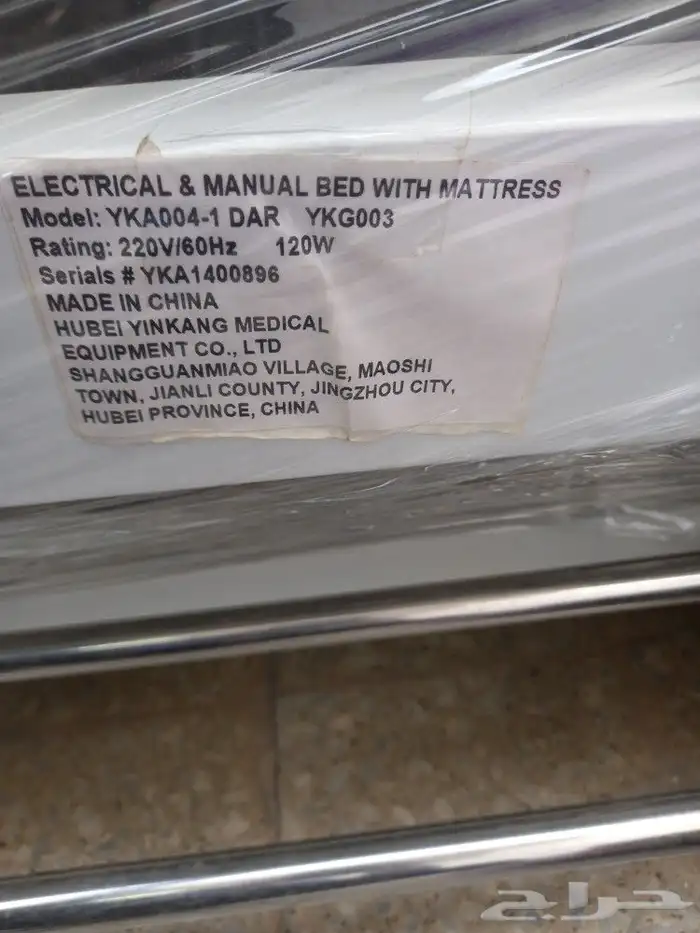 ELECTRICAL & MANUAL BED WITH MATTRESS
Model: YKA004-1 DAR YKG003
Rating: 220V/60Hz 120W
Serials # YKA1400896
MADE IN CHINA
HUBEI YINKANG MEDICAL
EQUIPMENT CO., LTD
SHANGGUANMIAO VILLAGE, MAOSHI
TOWN, JIANLI COUNTY, JINGZHOU CITY,
HUBEI PROVINCE, CHINA
حراج